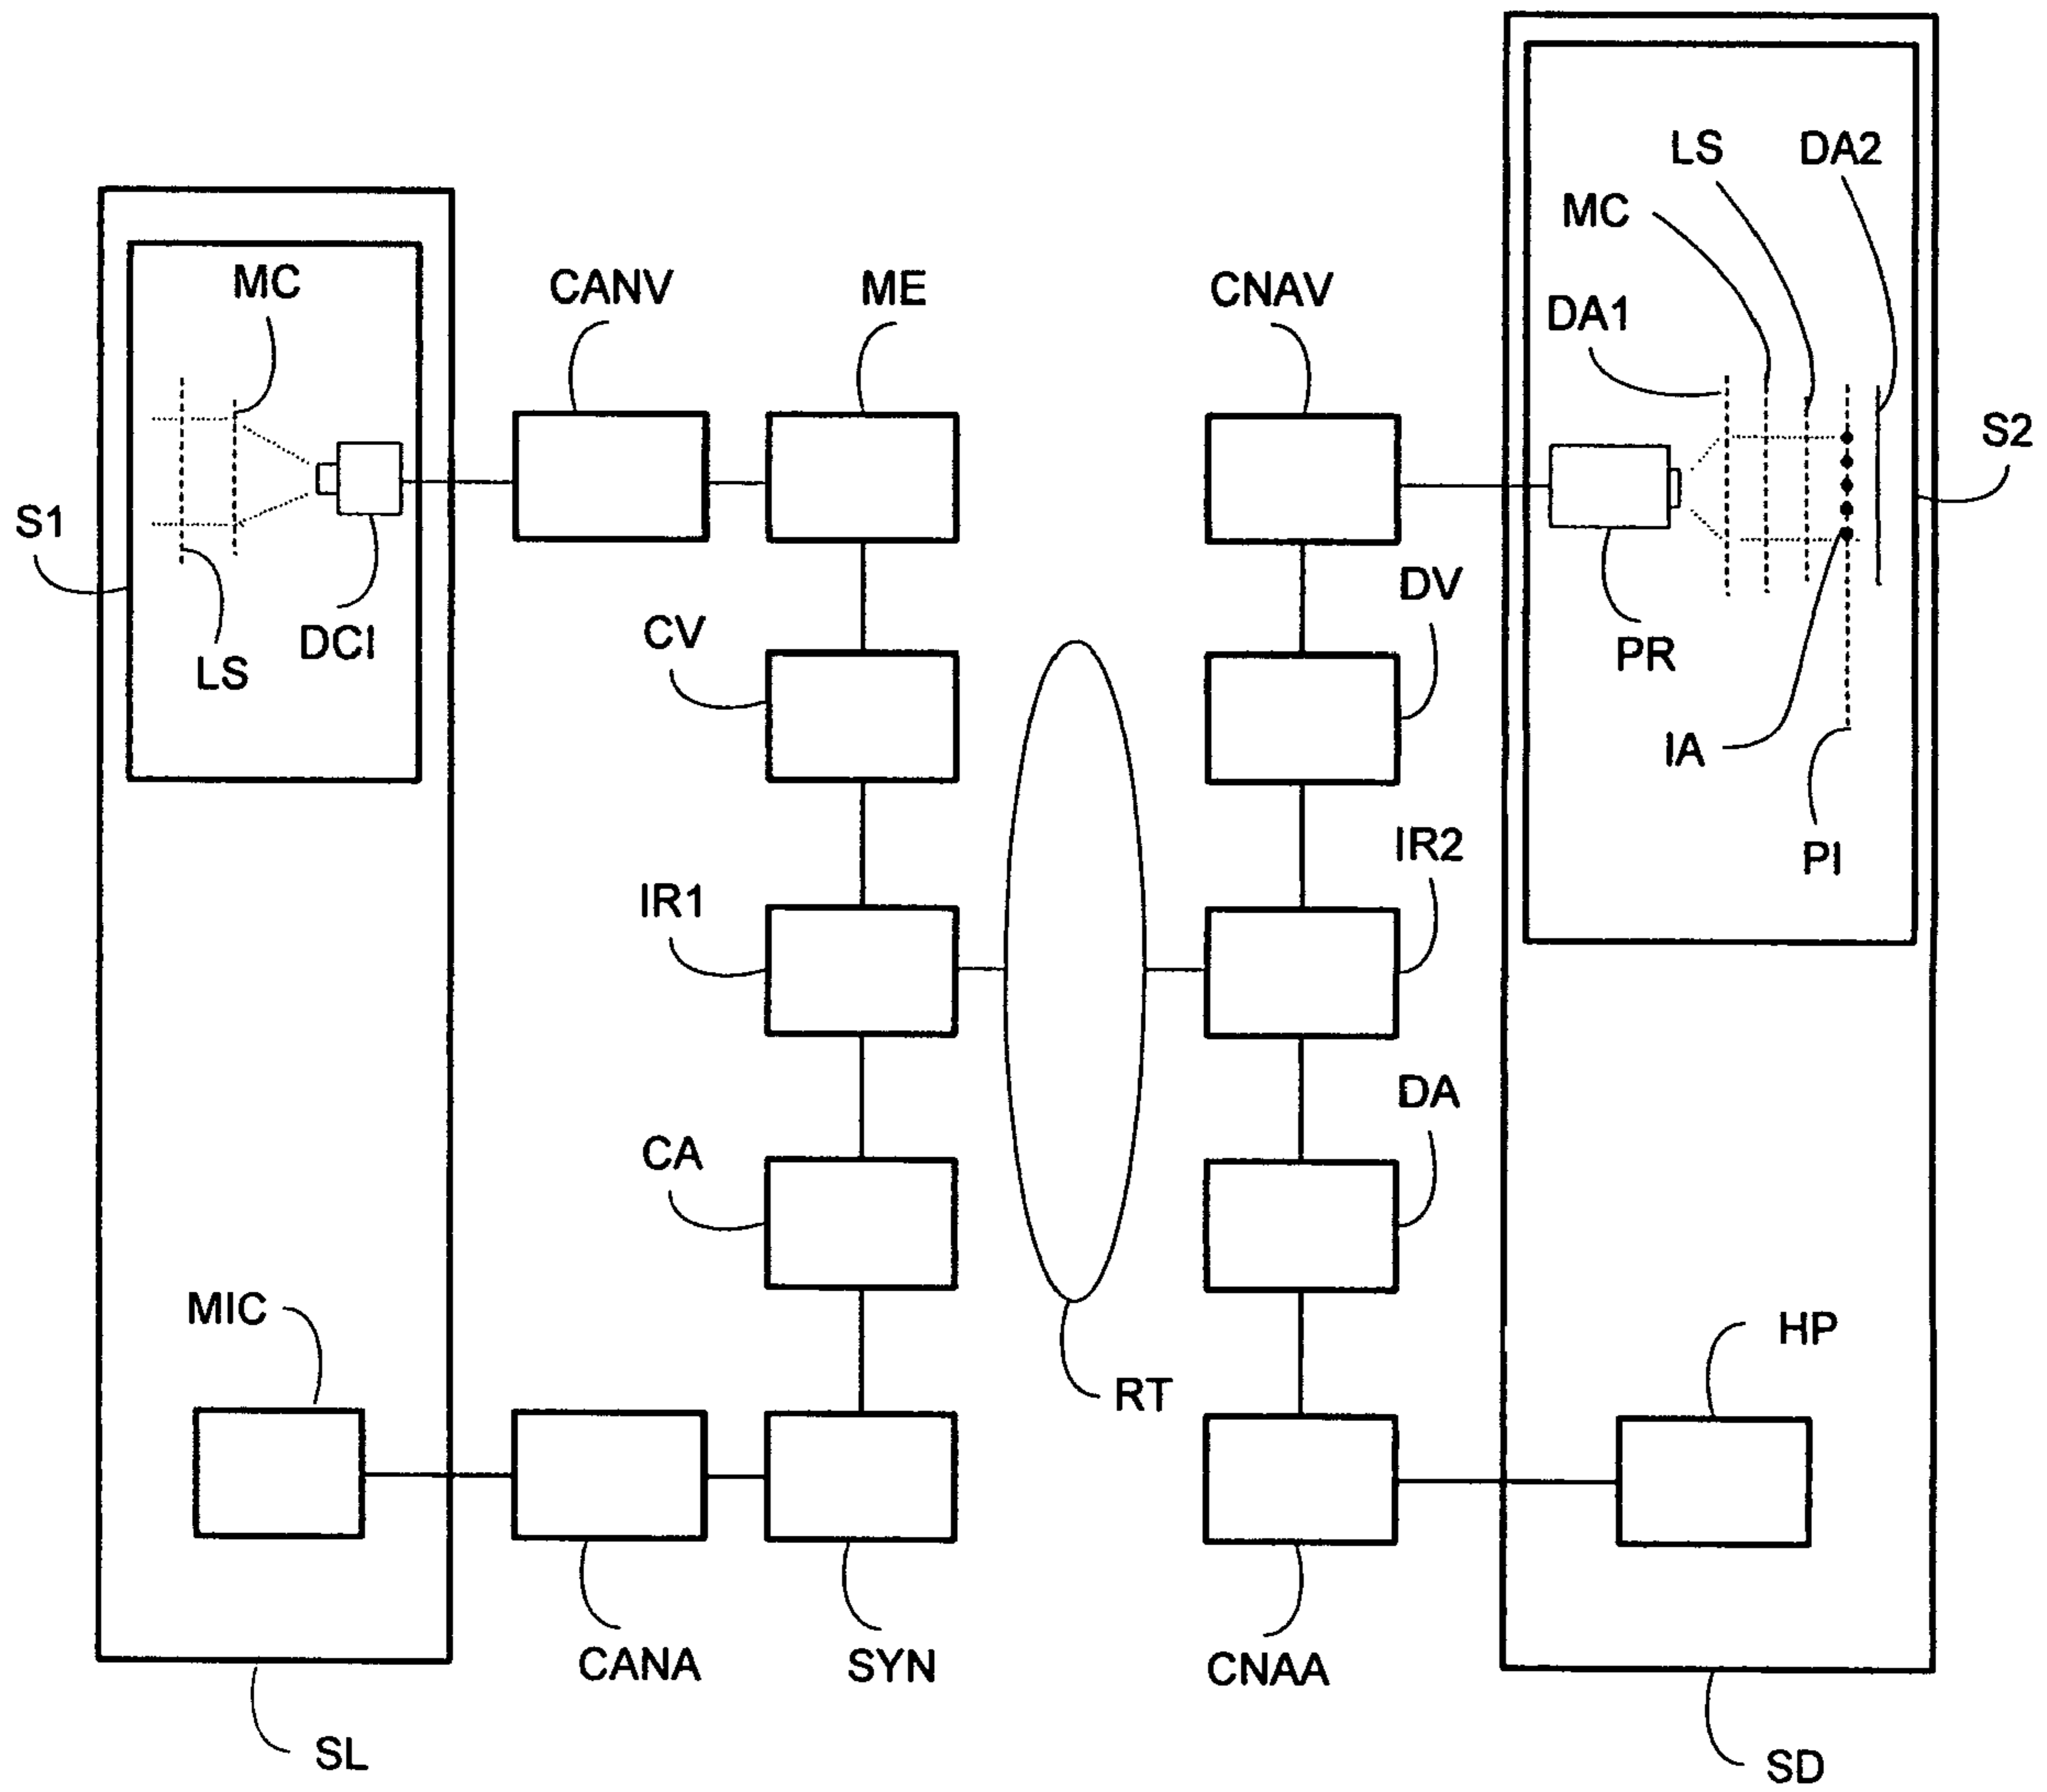 LS
DA2
MC
DA1
MC
CANV
ME
CNAV
S2
S1
DV
CV
DCI
LS
PR
IA
IR2
PI
IR1
DA
CA
MIC
HP
RT
CANA
SYN
CNAA
SL
SD